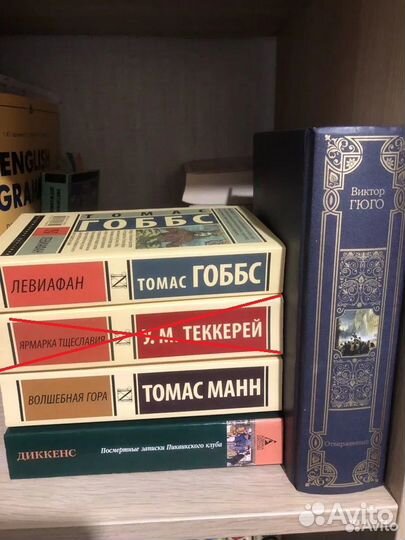 ENGLISH
GRAM
ТОМА
ГОББС
ЛЕВИАФАН
ТОМАС ГОББС
ЯРМАРКА ТЩЕСЛАВИЯ
У. М. ТЕККЕРЕЙ
ВОЛШЕБНАЯ ГОРА
ТОМАС МАНН
ДИККЕНС
Посмертные записки Пиквикского клуба
Виктор
ГЮГО
Отверженные
Avito